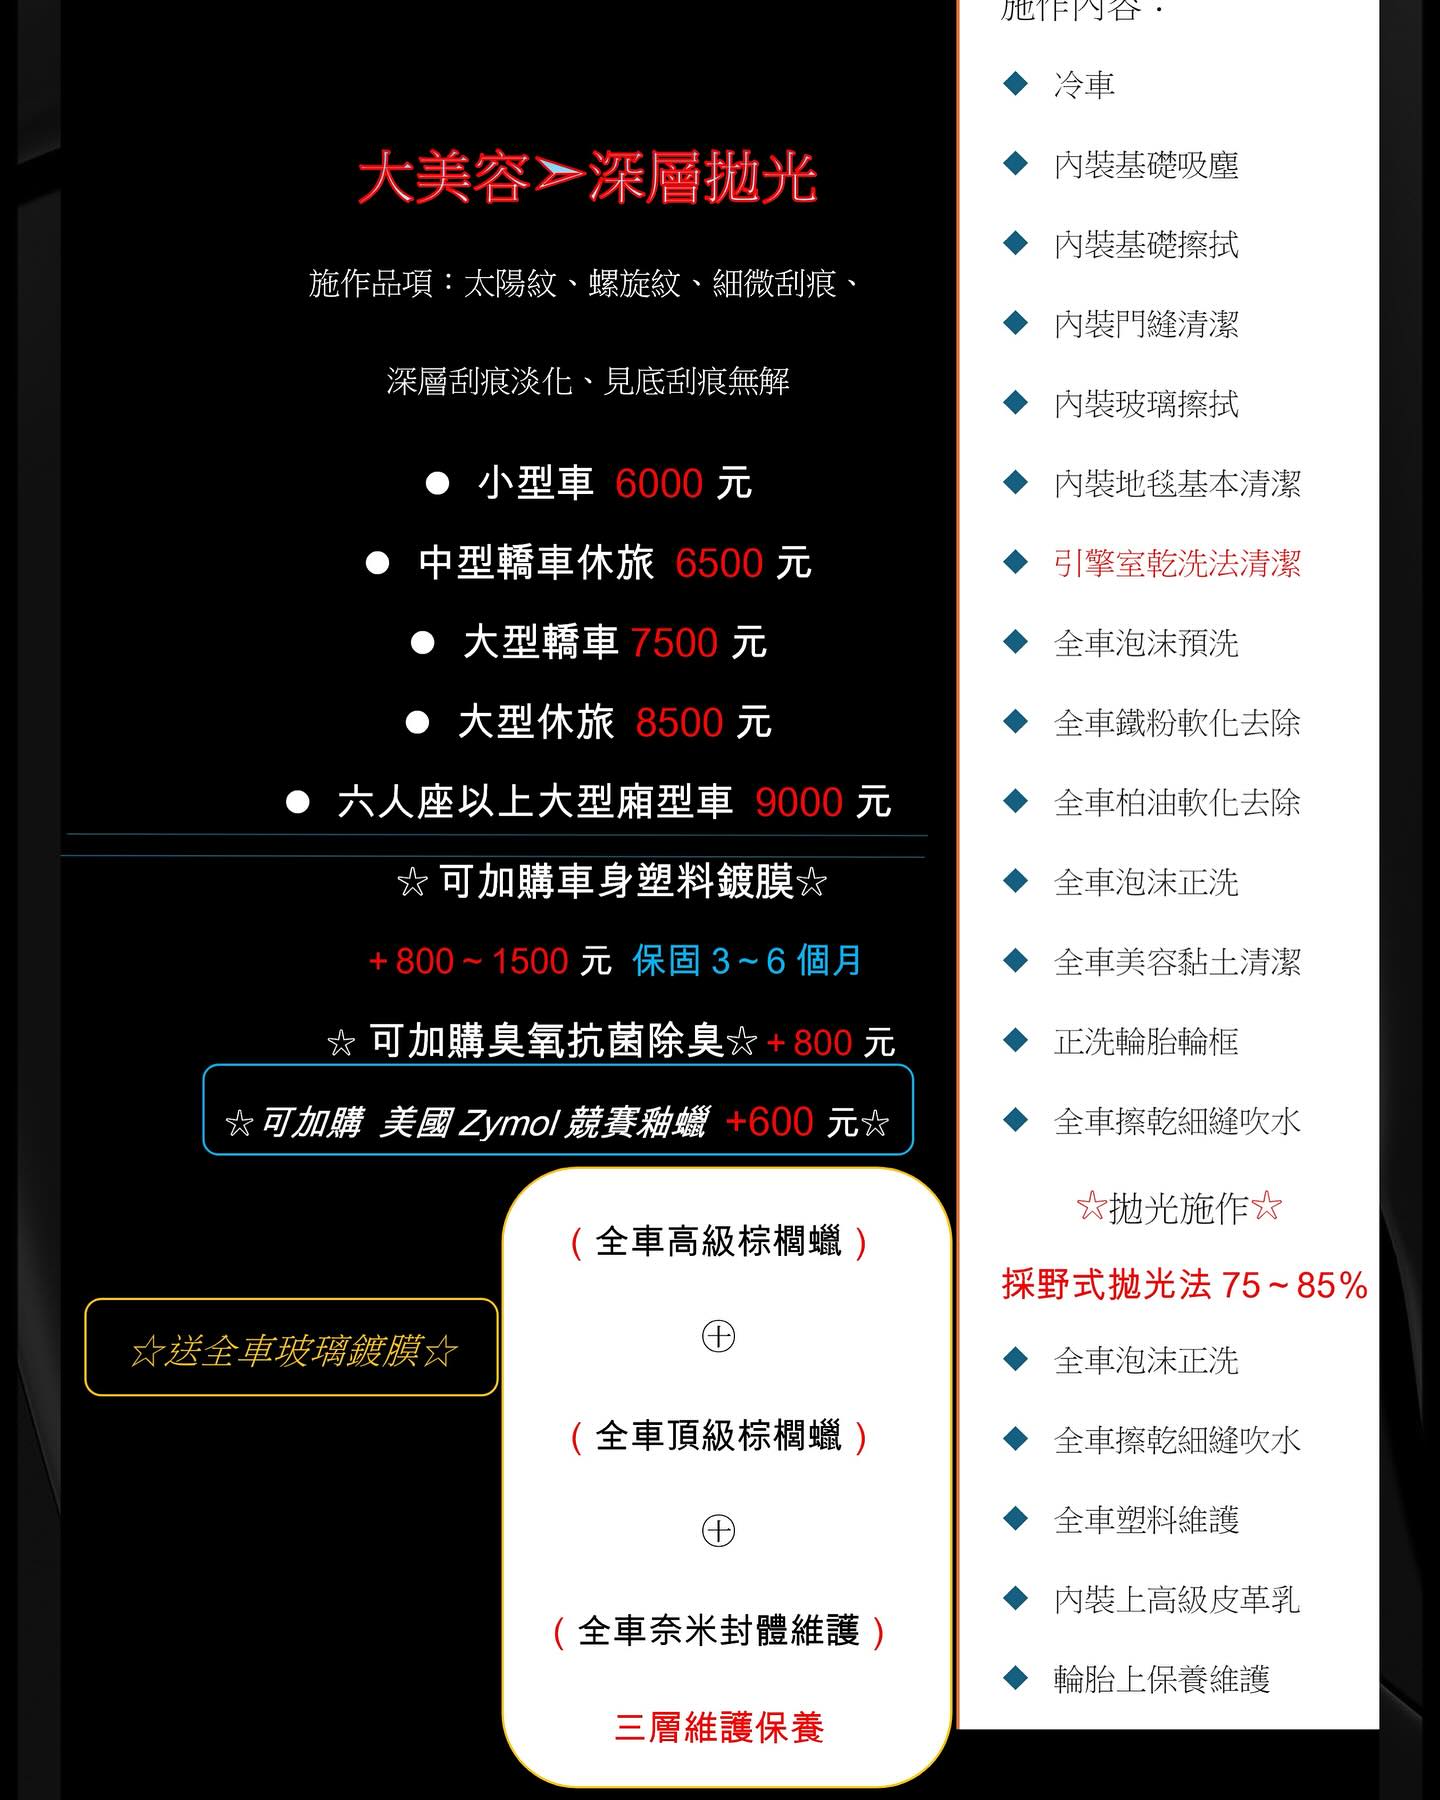 大美容➢深層拋光
施作品項：太陽紋、螺旋紋、細微刮痕、
深層刮痕淡化、見底刮痕無解
● 小型車 6000 元
● 中型轎車休旅 6500 元
● 大型轎車 7500 元
● 大型休旅 8500 元
● 六人座以上大型廂型車 9000 元
☆可加購車身塑料鍍膜☆
+800~1500 元 保固 3~6 個月
☆ 可加購臭氧抗菌除臭☆+800 元
☆可加購 美國 Zymol 競賽釉蠟 +600 元☆
☆送全車玻璃鍍膜☆
(全車高級棕櫚蠟)
⊕
(全車頂級棕櫚蠟)
⊕
(全車奈米封體維護)
三層維護保養
施作內容：
◆ 冷車
◆ 內裝基礎吸塵
◆ 內裝基礎擦拭
◆ 內裝門縫清潔
◆ 內裝玻璃擦拭
◆ 內裝地毯基本清潔
◆ 引擎室乾洗法清潔
◆ 全車泡沫預洗
◆ 全車鐵粉軟化去除
◆ 全車柏油軟化去除
◆ 全車泡沫正洗
◆ 全車美容黏土清潔
◆ 正洗輪胎輪框
◆ 全車擦乾細縫吹水
☆拋光施作☆
採野式拋光法 75~85%
◆ 全車泡沫正洗
◆ 全車擦乾細縫吹水
◆ 全車塑料維護
◆ 內裝上高級皮革乳
◆ 輪胎上保養維護